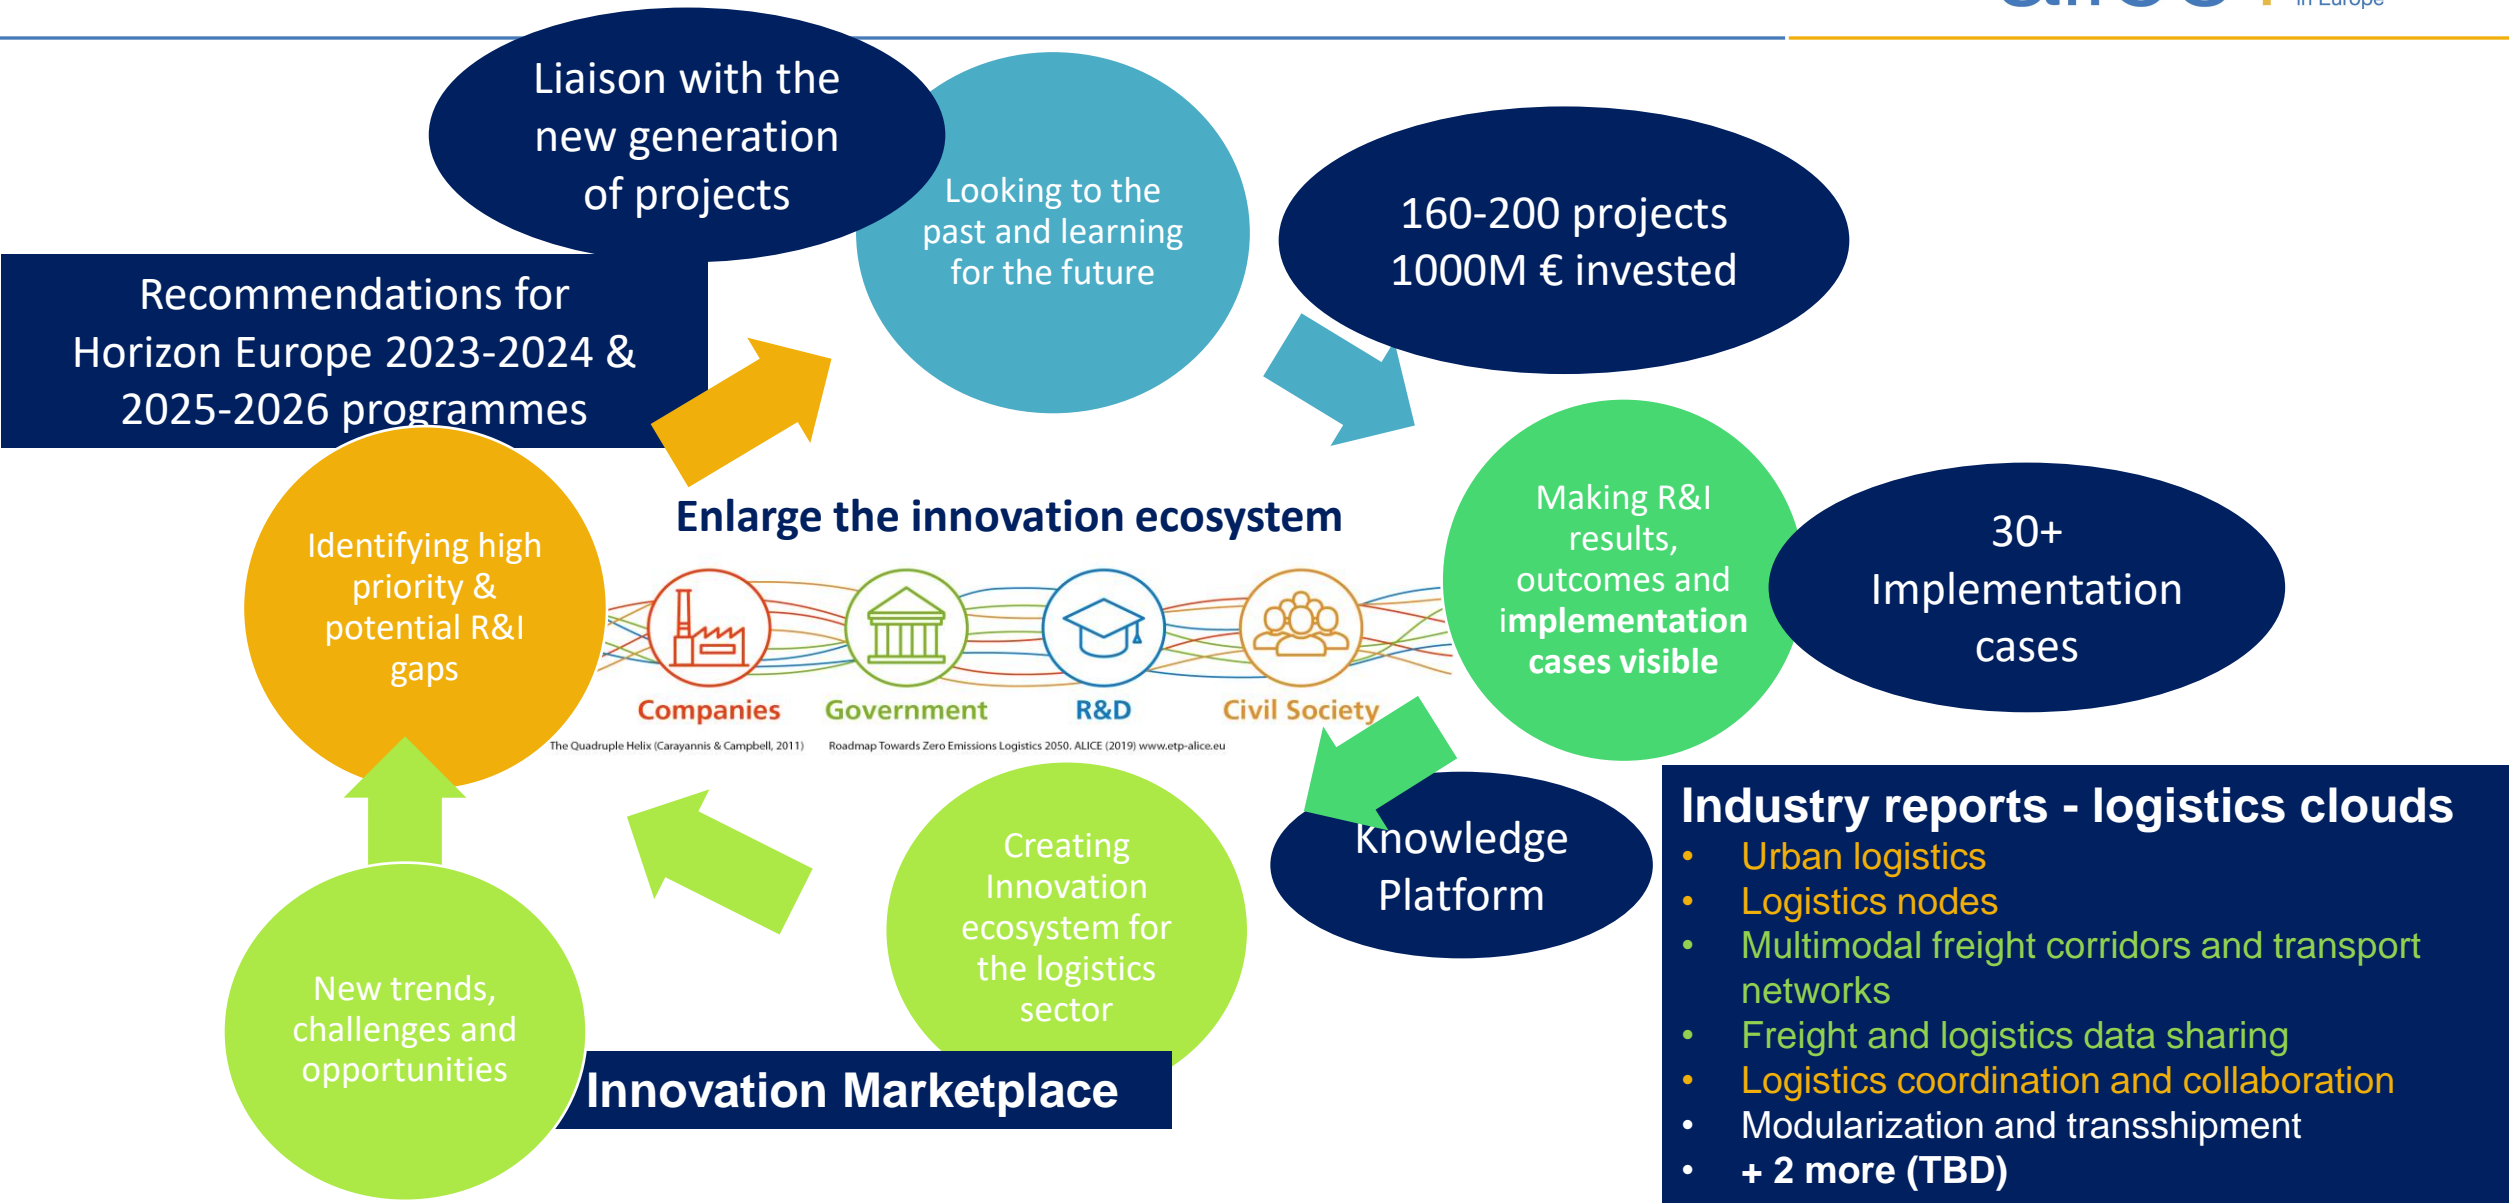 in Europe
Liaison with the
new generation
of projects
Looking to the
past and learning
for the future
160-200 projects
1000M € invested
Recommendations for
Horizon Europe 2023-2024 &
2025-2026 programmes
Identifying high
priority &
potential R&I
gaps
Enlarge the innovation ecosystem
Companies
Government
R&D
Civil Society
The Quadruple Helix (Carayannis & Campbell, 2011)
Roadmap Towards Zero Emissions Logistics 2050. ALICE (2019) www.etp-alice.eu
Making R&I
results,
outcomes and
implementation
cases visible
30+
Implementation
cases
Knowledge
Platform
Creating
Innovation
ecosystem for
the logistics
sector
New trends,
challenges and
opportunities
Innovation Marketplace
Industry reports - logistics clouds
• Urban logistics
• Logistics nodes
• Multimodal freight corridors and transport
networks
• Freight and logistics data sharing
• Logistics coordination and collaboration
• Modularization and transshipment
• + 2 more (TBD)